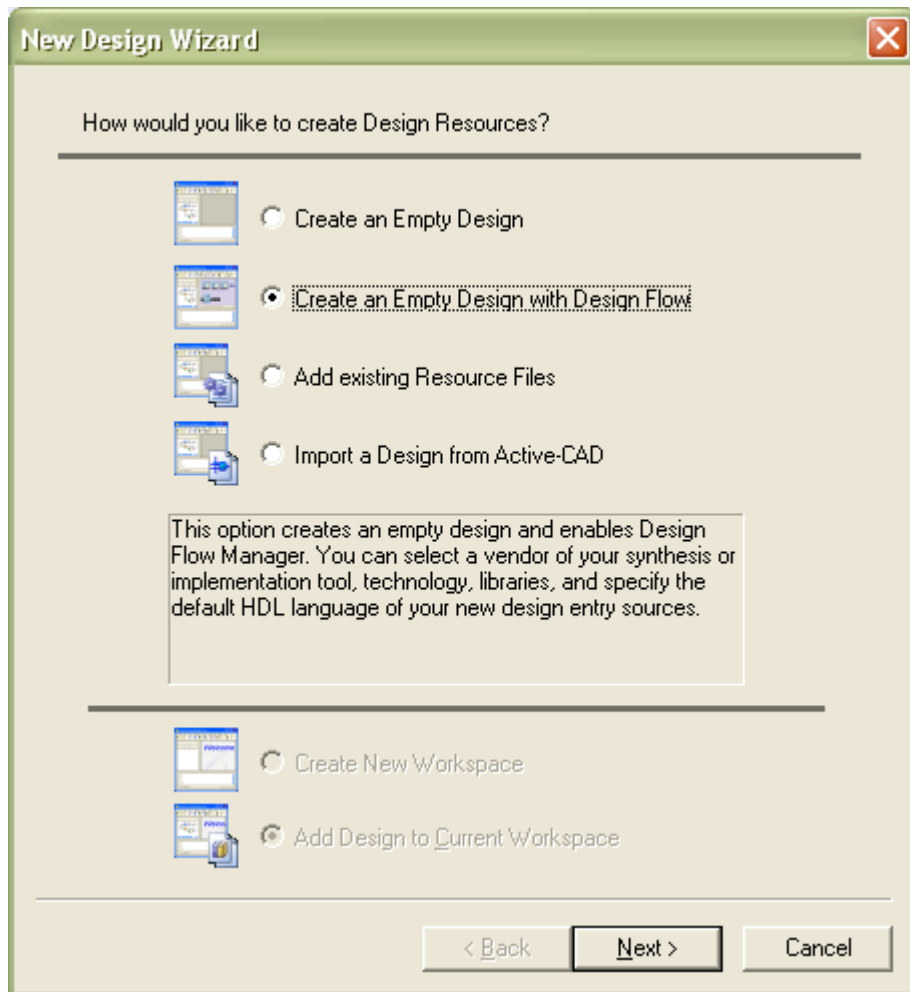 New Design Wizard
How would you like to create Design Resources?
Create an Empty Design
Create an Empty Design with Design Flow
Add existing Resource Files
Import a Design from Active-CAD
This option creates an empty design and enables Design
Flow Manager. You can select a vendor of your synthesis or
implementation tool, technology, libraries, and specify the
default HDL language of your new design entry sources.
Create New Workspace
Add Design to Current Workspace
< Back
Next >
Cancel